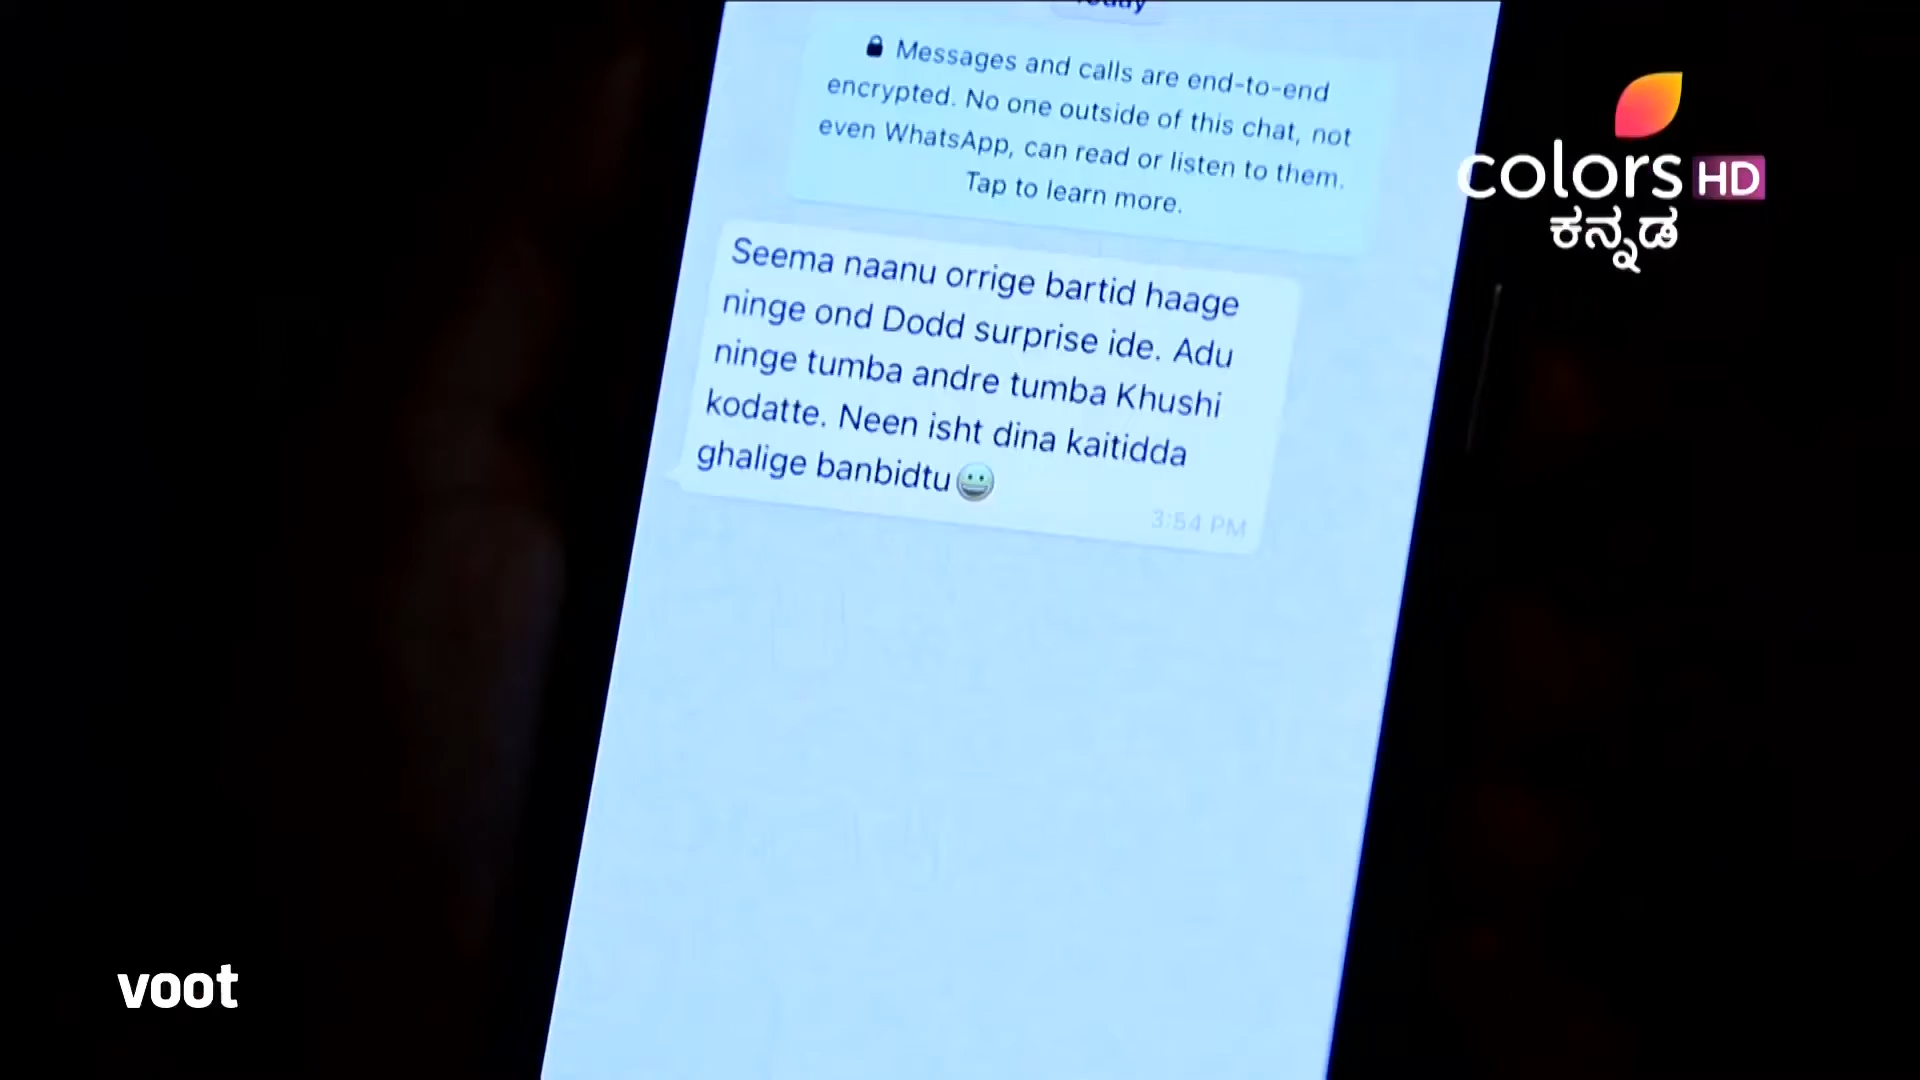 Messages and calls are end-to-end
encrypted. No one outside of this chat, not
even WhatsApp, can read or listen to them.
Tap to learn more.
Seema naanu orrige bartid haage
ninge ond Dodd surprise ide. Adu
ninge tumba andre tumba Khushi
kodatte. Neen isht dina kaitidda
ghalige banbidtu😀
3:54 PM
colors HD
ಕನ್ನಡ
voot